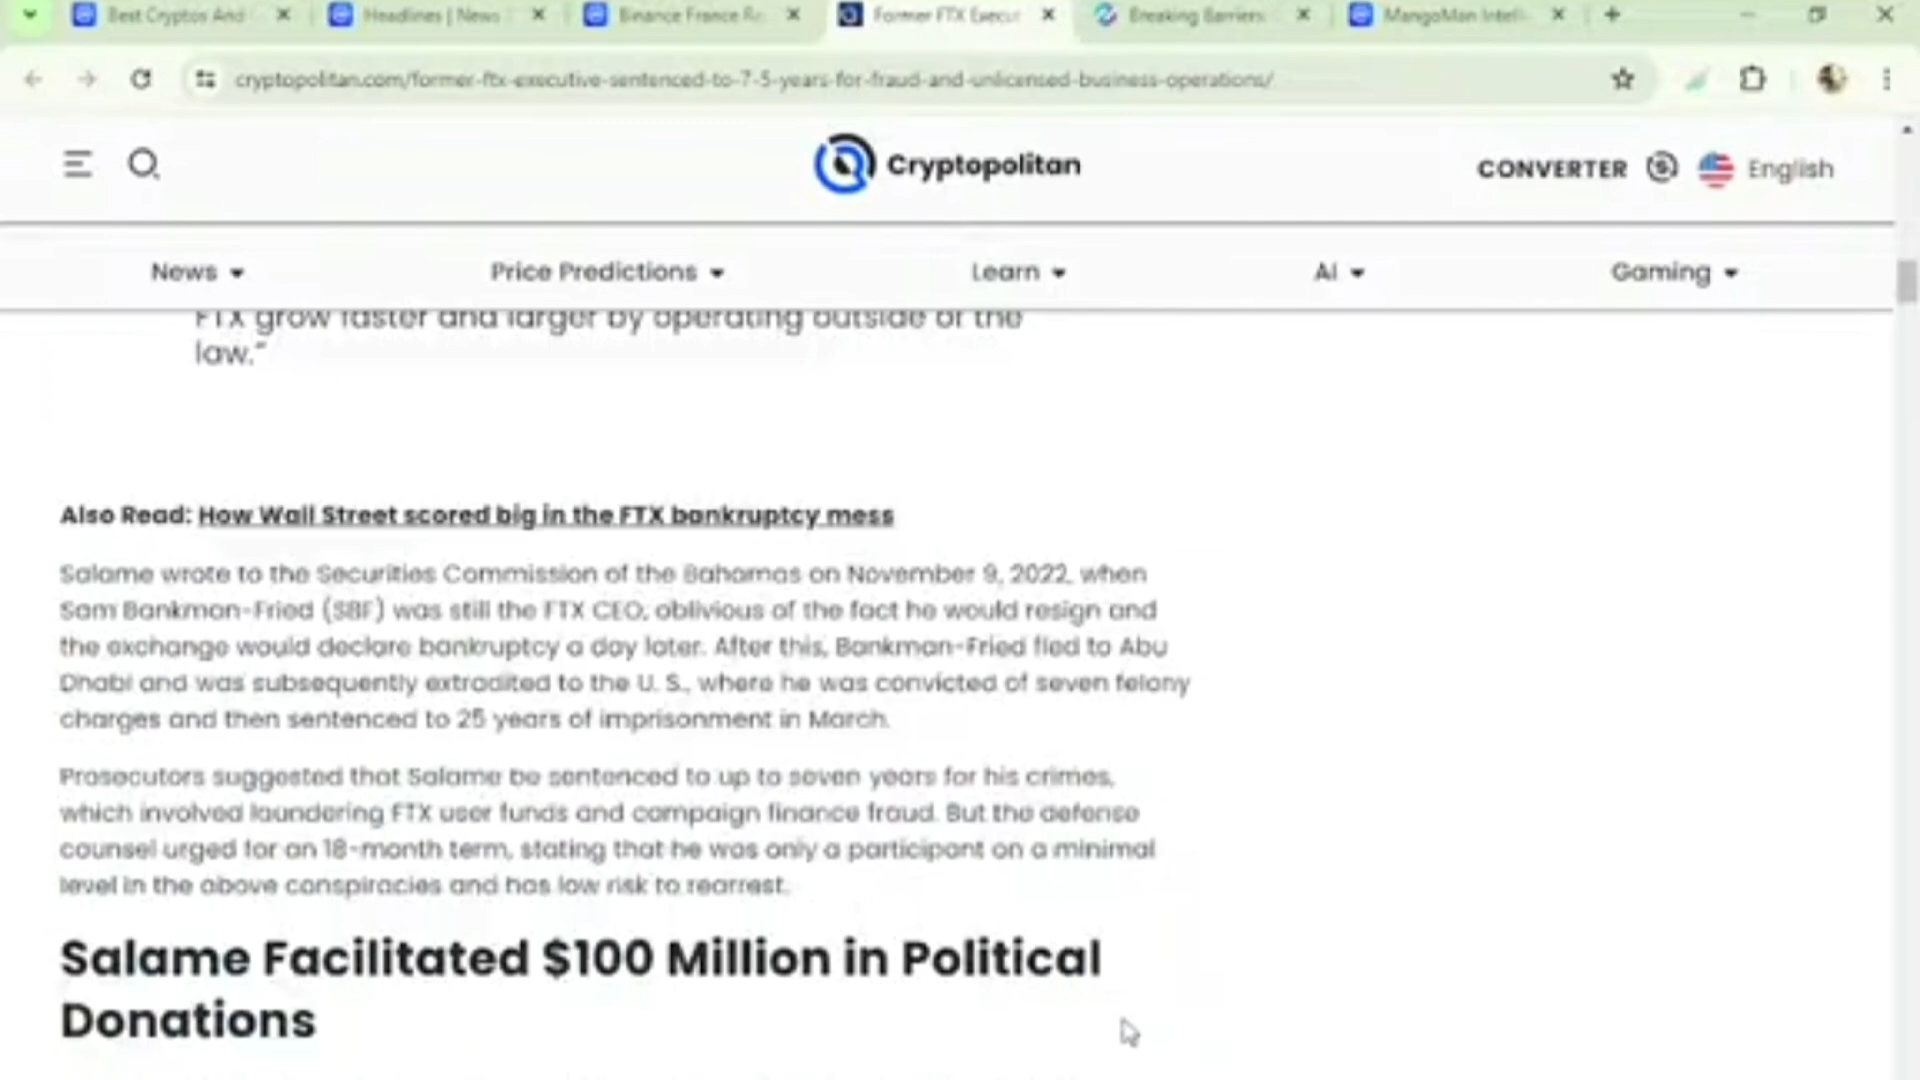 Best Cryptos And
Headlines | News
Binance France Re
Former FTX Execut
Breaking Barriers:
MangoMan Intelli
cryptopolitan.com/former-ftx-executive-sentenced-to-7-5-years-for-fraud-and-unlicensed-business-operations/
Cryptopolitan
CONVERTER
English
News
Price Predictions
Learn
AI
Gaming
FTX grow faster and larger by operating outside of the
law."
Also Read: How Wall Street scored big in the FTX bankruptcy mess
Salame wrote to the Securities Commission of the Bahamas on November 9, 2022, when
Sam Bankman-Fried (SBF) was still the FTX CEO, oblivious of the fact he would resign and
the exchange would declare bankruptcy a day later. After this, Bankman-Fried fled to Abu
Dhabi and was subsequently extradited to the U. S., where he was convicted of seven felony
charges and then sentenced to 25 years of imprisonment in March.
Prosecutors suggested that Salame be sentenced to up to seven years for his crimes,
which involved laundering FTX user funds and campaign finance fraud. But the defense
counsel urged for an 18-month term, stating that he was only a participant on a minimal
level in the above conspiracies and has low risk to rearrest.
Salame Facilitated $100 Million in Political
Donations